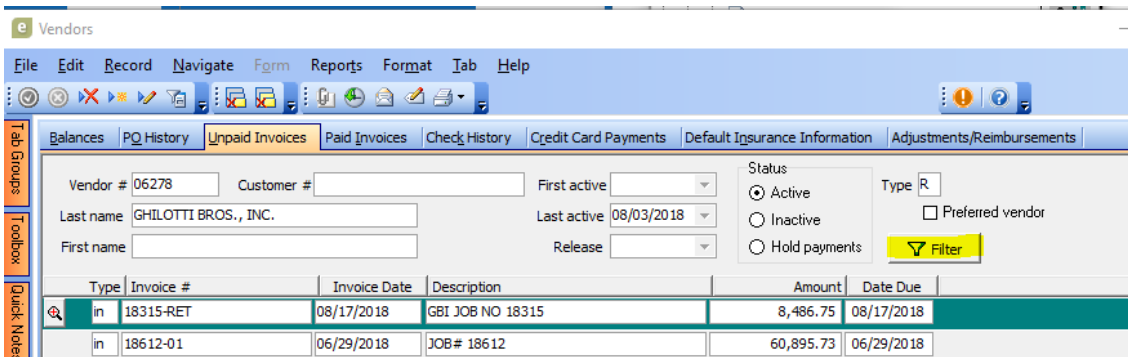 e Vendors
File Edit Record Navigate Form Reports Format Tab Help
Tab Groups
Toolbox
Quick Notes
Balances PO History Unpaid Invoices Paid Invoices Check History Credit Card Payments Default Insurance Information Adjustments/Reimbursements
Vendor # 06278 Customer # First active Status Type R
Active
Last name GHILOTTI BROS., INC. Last active 08/03/2018 Inactive Preferred vendor
First name Release Hold payments Filter
Type Invoice # Invoice Date Description Amount Date Due
in 18315-RET 08/17/2018 GBI JOB NO 18315 8,486.75 08/17/2018
in 18612-01 06/29/2018 JOB# 18612 60,895.73 06/29/2018